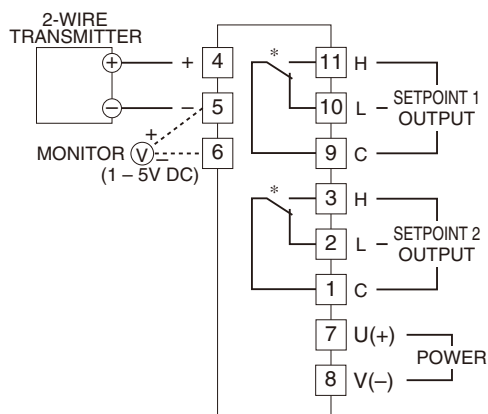 2-WIRE
TRANSMITTER
+
–
+ 4
– 5
6
+
MONITOR V –
(1 – 5V DC)
* 11 H
10 L
9 C
SETPOINT 1
OUTPUT
* 3 H
2 L
1 C
SETPOINT 2
OUTPUT
7 U(+)
8 V(–)
POWER